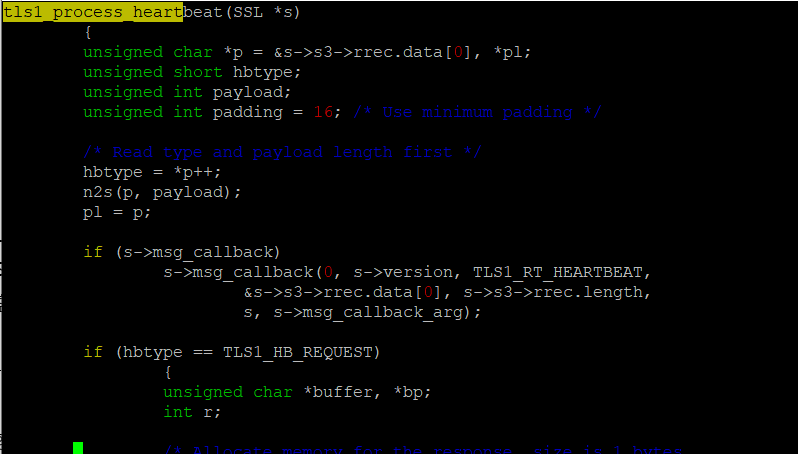 tls1_process_heartbeat(SSL *s)
{
unsigned char *p = &s->s3->rrec.data[0], *pl;
unsigned short hbtype;
unsigned int payload;
unsigned int padding = 16; /* Use minimum padding */
/* Read type and payload length first */
hbtype = *p++;
n2s(p, payload);
pl = p;
if (s->msg_callback)
s->msg_callback(0, s->version, TLS1_RT_HEARTBEAT,
&s->s3->rrec.data[0], s->s3->rrec.length,
s, s->msg_callback_arg);
if (hbtype == TLS1_HB_REQUEST)
{
unsigned char *buffer, *bp;
int r;
/* Allocate memory for the response, size is 1 bytes